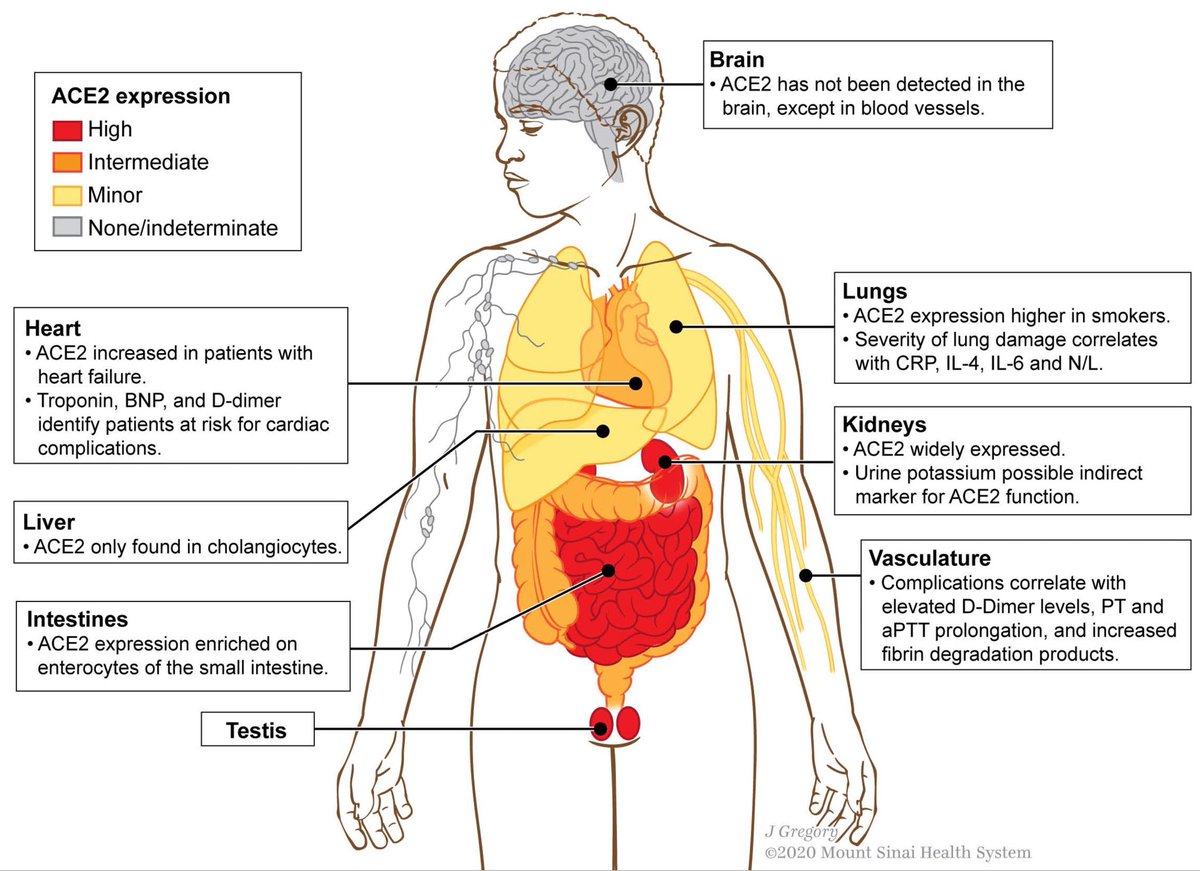 Brain
• ACE2 has not been detected in the
brain, except in blood vessels.
ACE2 expression
High
Intermediate
Minor
None/indeterminate
Heart
• ACE2 increased in patients with
heart failure.
• Troponin, BNP, and D-dimer
identify patients at risk for cardiac
complications.
Liver
• ACE2 only found in cholangiocytes.
Intestines
• ACE2 expression enriched on
enterocytes of the small intestine.
Testis
Lungs
• ACE2 expression higher in smokers.
• Severity of lung damage correlates
with CRP, IL-4, IL-6 and N/L.
Kidneys
• ACE2 widely expressed.
• Urine potassium possible indirect
marker for ACE2 function.
Vasculature
• Complications correlate with
elevated D-Dimer levels, PT and
aPTT prolongation, and increased
fibrin degradation products.
J Gregory
©2020 Mount Sinai Health System